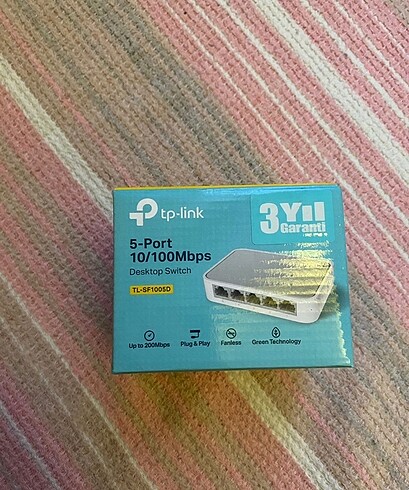 tp-link
3 Yıl
Garanti
5-Port
10/100Mbps
Desktop Switch
TL-SF1005D
Up to 200Mbps
Plug & Play
Fanless
Green Technology